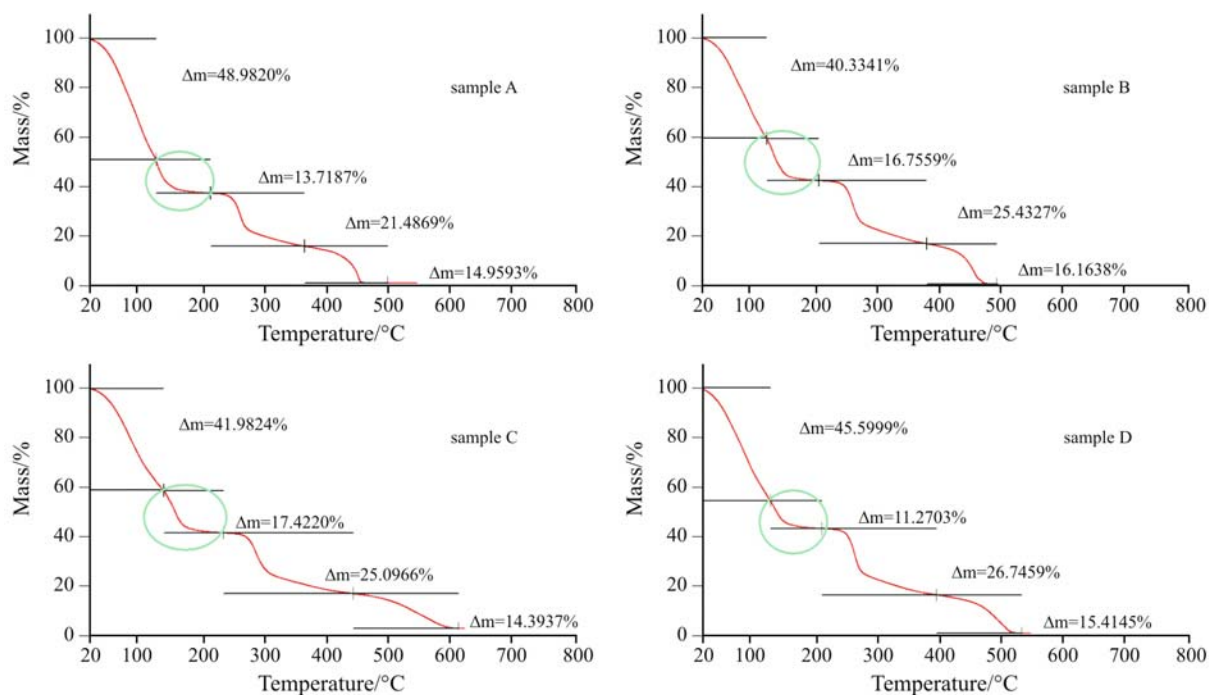 100
80
60
40
20
0
Mass/%
Δm=48.9820%
sample A
Δm=13.7187%
Δm=21.4869%
Δm=14.9593%
20 100 200 300 400 500 600 700 800
Temperature/°C
100
80
60
40
20
0
Mass/%
Δm=40.3341%
sample B
Δm=16.7559%
Δm=25.4327%
Δm=16.1638%
20 100 200 300 400 500 600 700 800
Temperature/°C
100
80
60
40
20
0
Mass/%
Δm=41.9824%
sample C
Δm=17.4220%
Δm=25.0966%
Δm=14.3937%
20 100 200 300 400 500 600 700 800
Temperature/°C
100
80
60
40
20
0
Mass/%
Δm=45.5999%
sample D
Δm=11.2703%
Δm=26.7459%
Δm=15.4145%
20 100 200 300 400 500 600 700 800
Temperature/°C